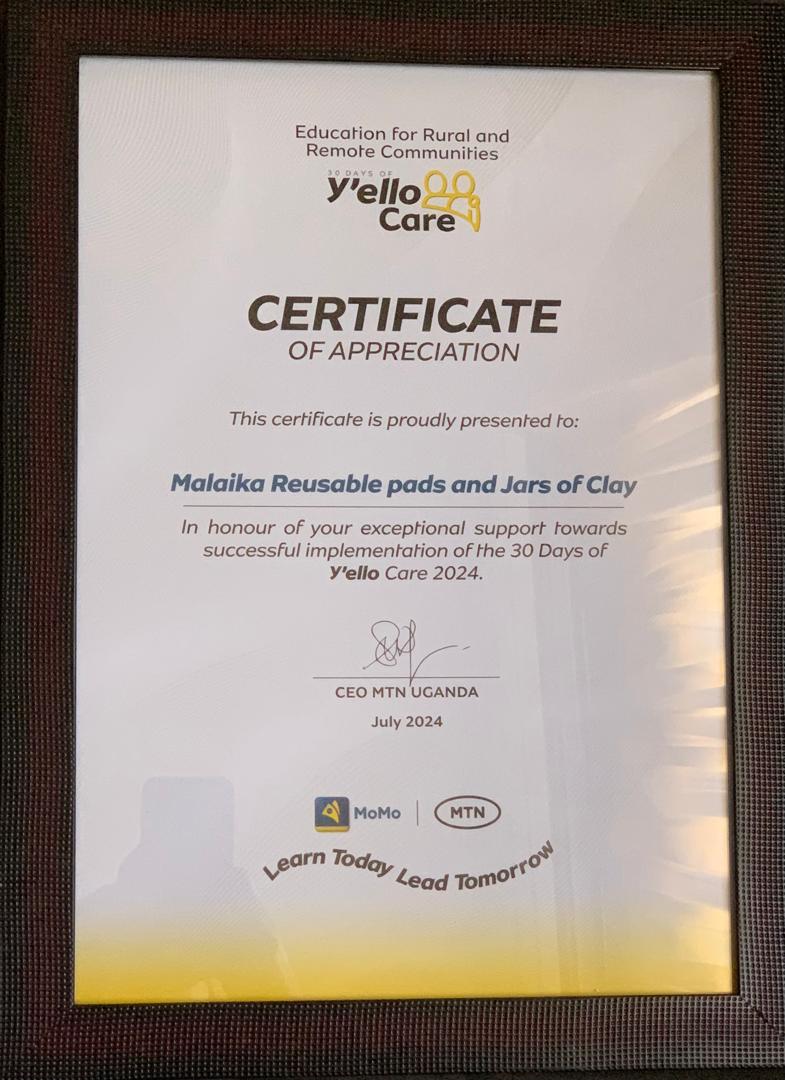 Education for Rural and
Remote Communities
30 DAYS OF
y'ello
Care
CERTIFICATE
OF APPRECIATION
This certificate is proudly presented to:
Malaika Reusable pads and Jars of Clay
In honour of your exceptional support towards
successful implementation of the 30 Days of
y'ello Care 2024.
CEO MTN UGANDA
July 2024
MoMo | MTN
Learn Today Lead Tomorrow